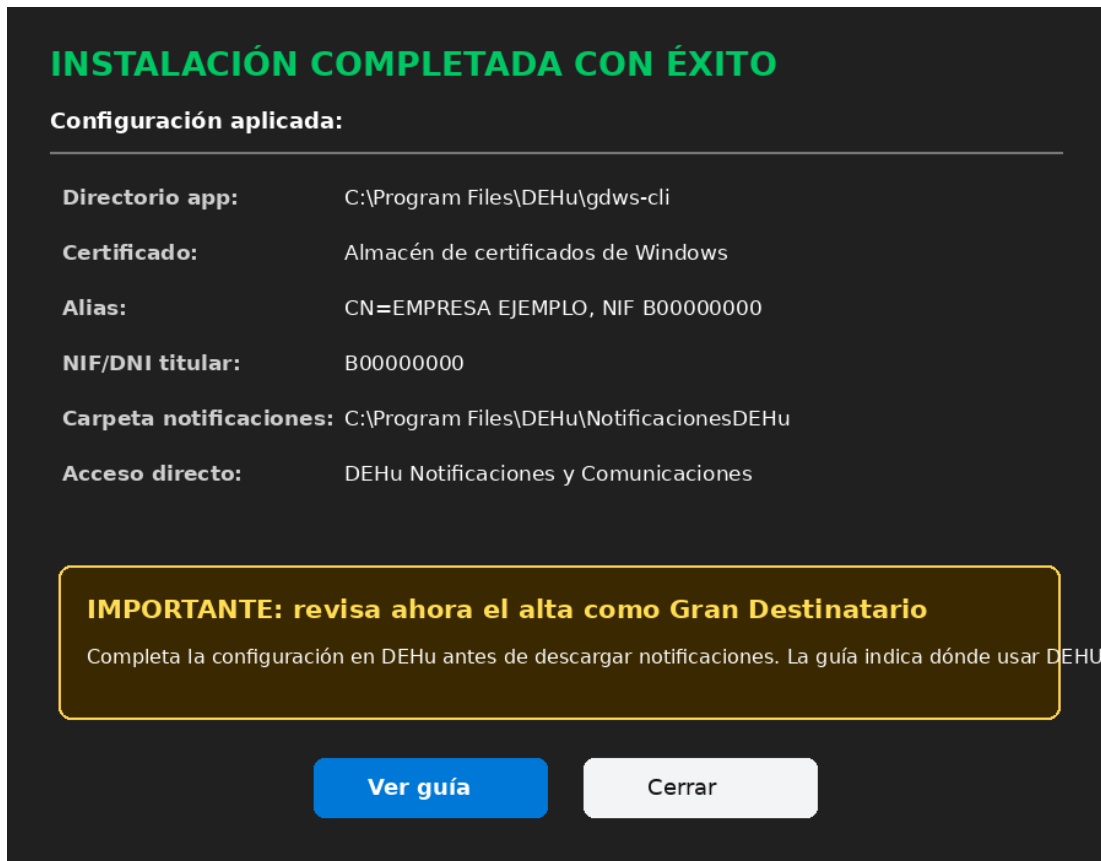 INSTALACIÓN COMPLETADA CON ÉXITO
Configuración aplicada:
Directorio app: C:\Program Files\DEHu\gdws-cli
Certificado: Almacén de certificados de Windows
Alias: CN=EMPRESA EJEMPLO, NIF B00000000
NIF/DNI titular: B00000000
Carpeta notificaciones: C:\Program Files\DEHu\NotificacionesDEHu
Acceso directo: DEHu Notificaciones y Comunicaciones
IMPORTANTE: revisa ahora el alta como Gran Destinatario
Completa la configuración en DEHu antes de descargar notificaciones. La guía indica dónde usar DEHU
Ver guía
Cerrar